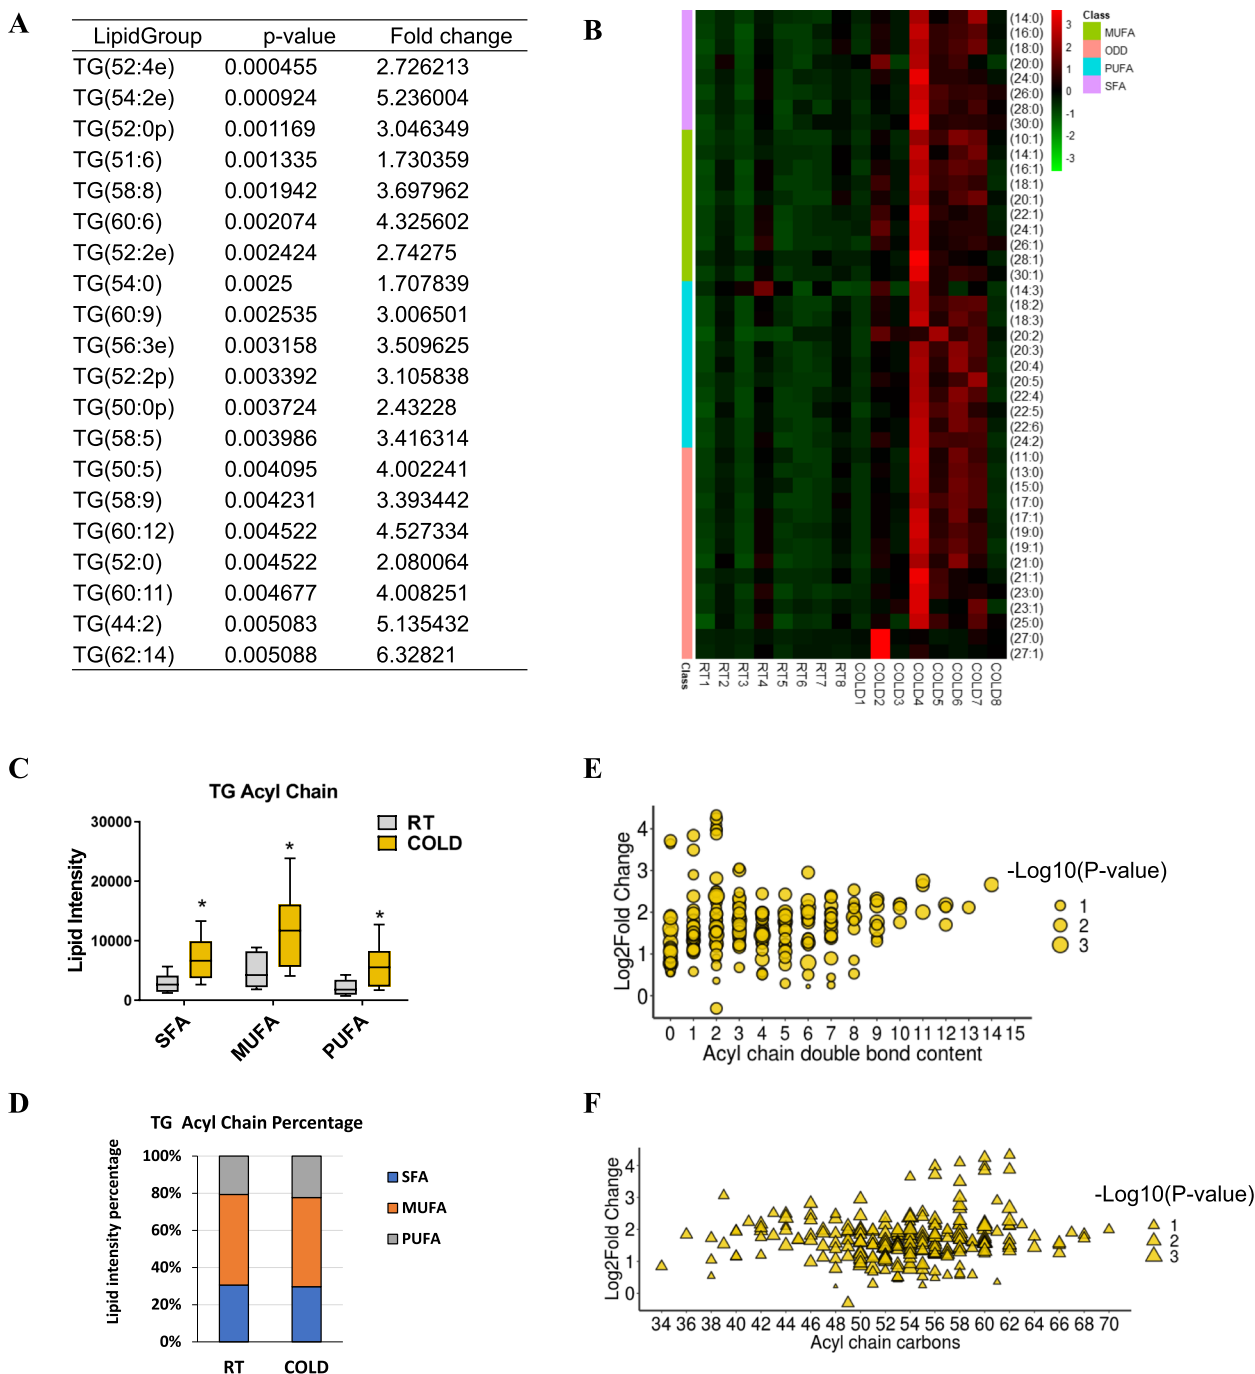 A
LipidGroup p-value Fold change
TG(52:4e) 0.000455 2.726213
TG(54:2e) 0.000924 5.236004
TG(52:0p) 0.001169 3.046349
TG(51:6) 0.001335 1.730359
TG(58:8) 0.001942 3.697962
TG(60:6) 0.002074 4.325602
TG(52:2e) 0.002424 2.74275
TG(54:0) 0.0025 1.707839
TG(60:9) 0.002535 3.006501
TG(56:3e) 0.003158 3.509625
TG(52:2p) 0.003392 3.105838
TG(50:0p) 0.003724 2.43228
TG(58:5) 0.003986 3.416314
TG(50:5) 0.004095 4.002241
TG(58:9) 0.004231 3.393442
TG(60:12) 0.004522 4.527334
TG(52:0) 0.004522 2.080064
TG(60:11) 0.004677 4.008251
TG(44:2) 0.005083 5.135432
TG(62:14) 0.005088 6.32821
B
(14:0)
(16:0)
(18:0)
(20:0)
(24:0)
(26:0)
(28:0)
(30:0)
(10:1)
(14:1)
(16:1)
(18:1)
(20:1)
(22:1)
(24:1)
(26:1)
(28:1)
(30:1)
(14:3)
(18:2)
(18:3)
(20:2)
(20:3)
(20:4)
(20:5)
(22:4)
(22:5)
(22:6)
(24:2)
(11:0)
(13:0)
(15:0)
(17:0)
(17:1)
(19:0)
(19:1)
(21:0)
(21:1)
(23:0)
(23:1)
(25:0)
(27:0)
(27:1)
3
2
1
0
-1
-2
-3
Class
MUFA
ODD
PUFA
SFA
Class RT1 RT2 RT3 RT4 RT5 RT6 RT7 RT8 COLD1 COLD2 COLD3 COLD4 COLD5 COLD6 COLD7 COLD8
C
TG Acyl Chain
Lipid Intensity
30000
20000
10000
0
RT
COLD
* * *
SFA MUFA PUFA
D
TG Acyl Chain Percentage
Lipid intensity percentage
100%
80%
60%
40%
20%
0%
RT COLD
SFA
MUFA
PUFA
E
Log2Fold Change
4
3
2
1
0
0 1 2 3 4 5 6 7 8 9 10 11 12 13 14 15
Acyl chain double bond content
-Log10(P-value)
1
2
3
F
Log2Fold Change
4
3
2
1
0
34 36 38 40 42 44 46 48 50 52 54 56 58 60 62 64 66 68 70
Acyl chain carbons
-Log10(P-value)
1
2
3